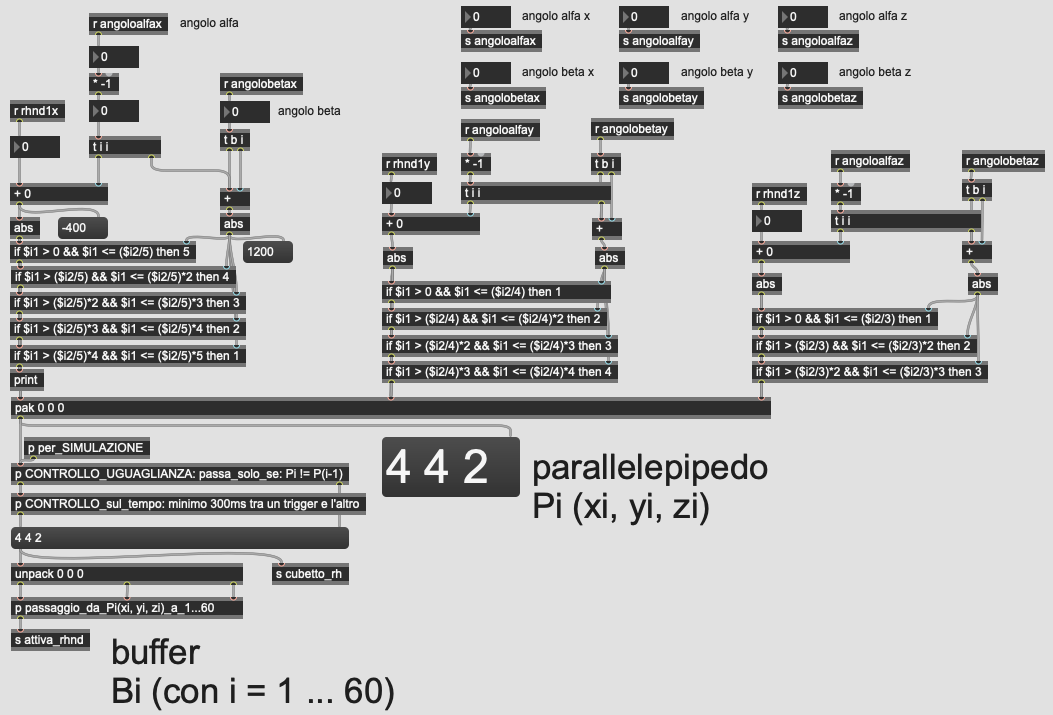 r angoloalfax
angolo alfa
0
* -1
0
r rhnd1x
0
t i i
r angolobetax
0
angolo beta
t b i
+ 0
+
abs
-400
abs
1200
if $i1 > 0 && $i1 <= ($i2/5) then 5
if $i1 > ($i2/5) && $i1 <= ($i2/5)*2 then 4
if $i1 > ($i2/5)*2 && $i1 <= ($i2/5)*3 then 3
if $i1 > ($i2/5)*3 && $i1 <= ($i2/5)*4 then 2
if $i1 > ($i2/5)*4 && $i1 <= ($i2/5)*5 then 1
print
0
angolo alfa x
0
angolo alfa y
0
angolo alfa z
s angoloalfax
s angoloalfay
s angoloalfaz
0
angolo beta x
0
angolo beta y
0
angolo beta z
s angolobetax
s angolobetay
s angolobetaz
r angoloalfay
r angolobetay
r rhnd1y
* -1
t b i
0
t i i
+ 0
+
abs
abs
if $i1 > 0 && $i1 <= ($i2/4) then 1
if $i1 > ($i2/4) && $i1 <= ($i2/4)*2 then 2
if $i1 > ($i2/4)*2 && $i1 <= ($i2/4)*3 then 3
if $i1 > ($i2/4)*3 && $i1 <= ($i2/4)*4 then 4
r angoloalfaz
r angolobetaz
r rhnd1z
* -1
t b i
0
t i i
+ 0
+
abs
abs
if $i1 > 0 && $i1 <= ($i2/3) then 1
if $i1 > ($i2/3) && $i1 <= ($i2/3)*2 then 2
if $i1 > ($i2/3)*2 && $i1 <= ($i2/3)*3 then 3
pak 0 0 0
p per_SIMULAZIONE
p CONTROLLO_UGUAGLIANZA: passa_solo_se: Pi != P(i-1)
p CONTROLLO_sul_tempo: minimo 300ms tra un trigger e l'altro
4 4 2
parallelepipedo
Pi (xi, yi, zi)
4 4 2
unpack 0 0 0
s cubetto_rh
p passaggio_da_Pi(xi, yi, zi)_a_1...60
s attiva_rhnd
buffer
Bi (con i = 1 ... 60)